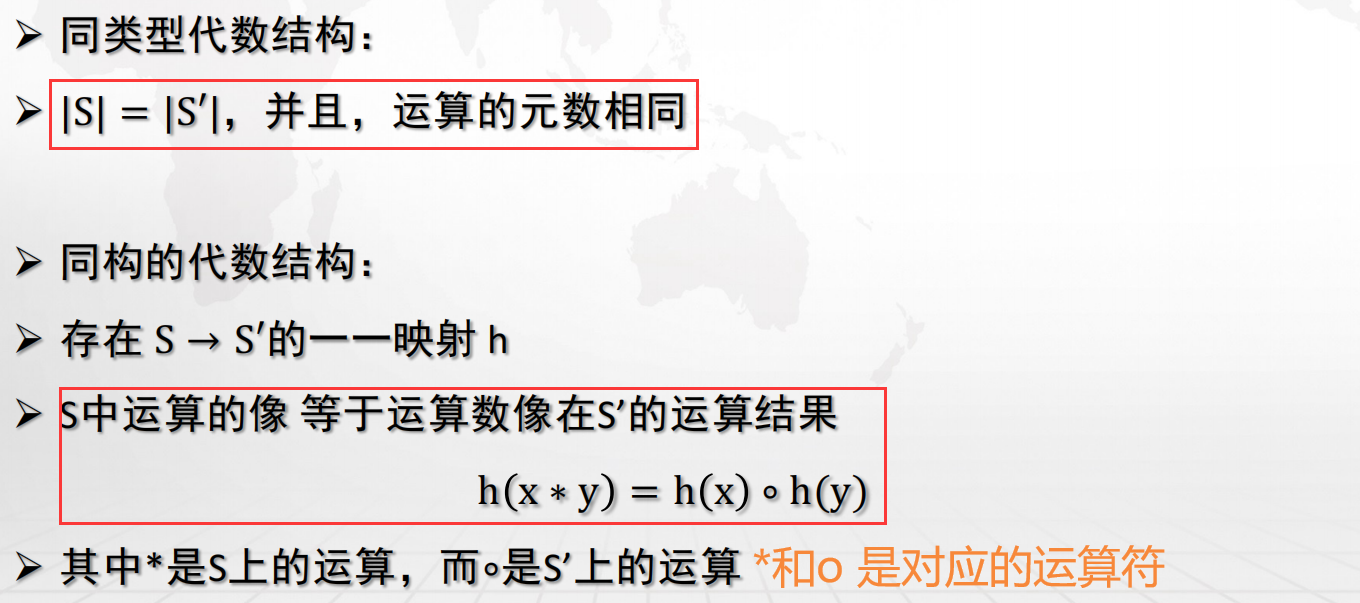 ➢ 同类型代数结构：
➢ |S| = |S′|，并且，运算的元数相同
➢ 同构的代数结构：
➢ 存在 S → S′的一一映射 h
➢ S中运算的像 等于运算数像在S′的运算结果
h(x ∗ y) = h(x) ∘ h(y)
➢ 其中*是S上的运算，而∘是S′上的运算 *和o 是对应的运算符